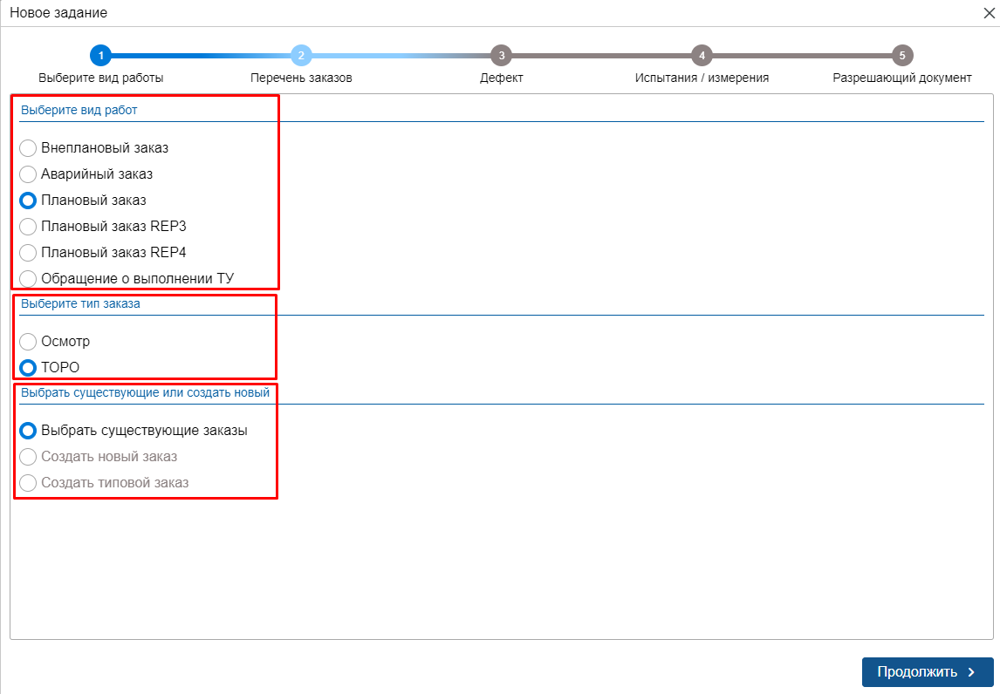 Новое задание
1 2 3 4 5
Выберите вид работы Перечень заказов Дефект Испытания / измерения Разрешающий документ
Выберите вид работ
Внеплановый заказ
Аварийный заказ
Плановый заказ
Плановый заказ REP3
Плановый заказ REP4
Обращение о выполнении ТУ
Выберите тип заказа
Осмотр
ТОРО
Выбрать существующие или создать новый
Выбрать существующие заказы
Создать новый заказ
Создать типовой заказ
Продолжить